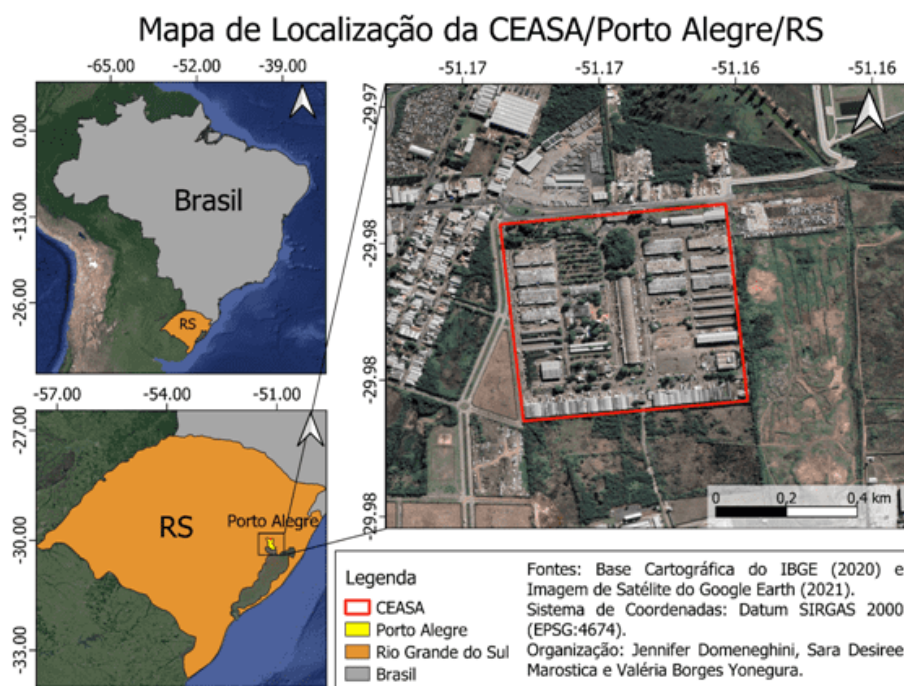 Mapa de Localização da CEASA/Porto Alegre/RS
-65.00 -52.00 -39.00
0.00
-13.00
-26.00
Brasil
RS
-51.17 -51.17 -51.16 -51.16
-29.97
-29.98
-29.98
-29.98
0 0,2 0,4 km
-57.00 -54.00 -51.00
-27.00
-30.00
-33.00
RS
Porto Alegre
Legenda
CEASA
Porto Alegre
Rio Grande do Sul
Brasil
Fontes: Base Cartográfica do IBGE (2020) e
Imagem de Satélite do Google Earth (2021).
Sistema de Coordenadas: Datum SIRGAS 2000
(EPSG:4674).
Organização: Jennifer Domeneghini, Sara Desiree
Marostica e Valéria Borges Yonegura.